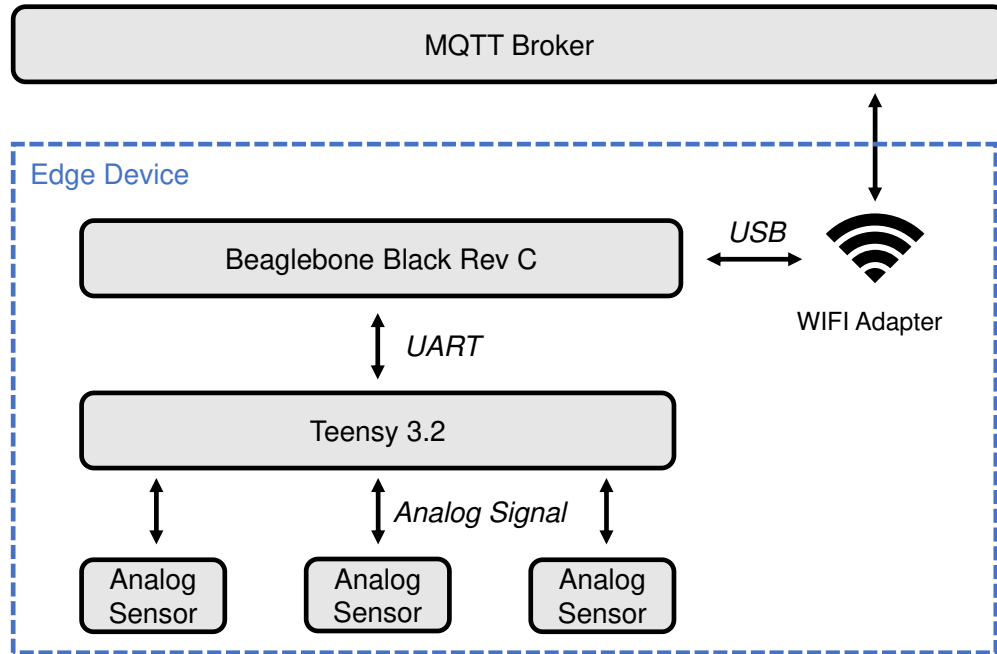 MQTT Broker
Edge Device
USB
Beaglebone Black Rev C
WIFI Adapter
UART
Teensy 3.2
Analog Signal
Analog
Sensor
Analog
Sensor
Analog
Sensor